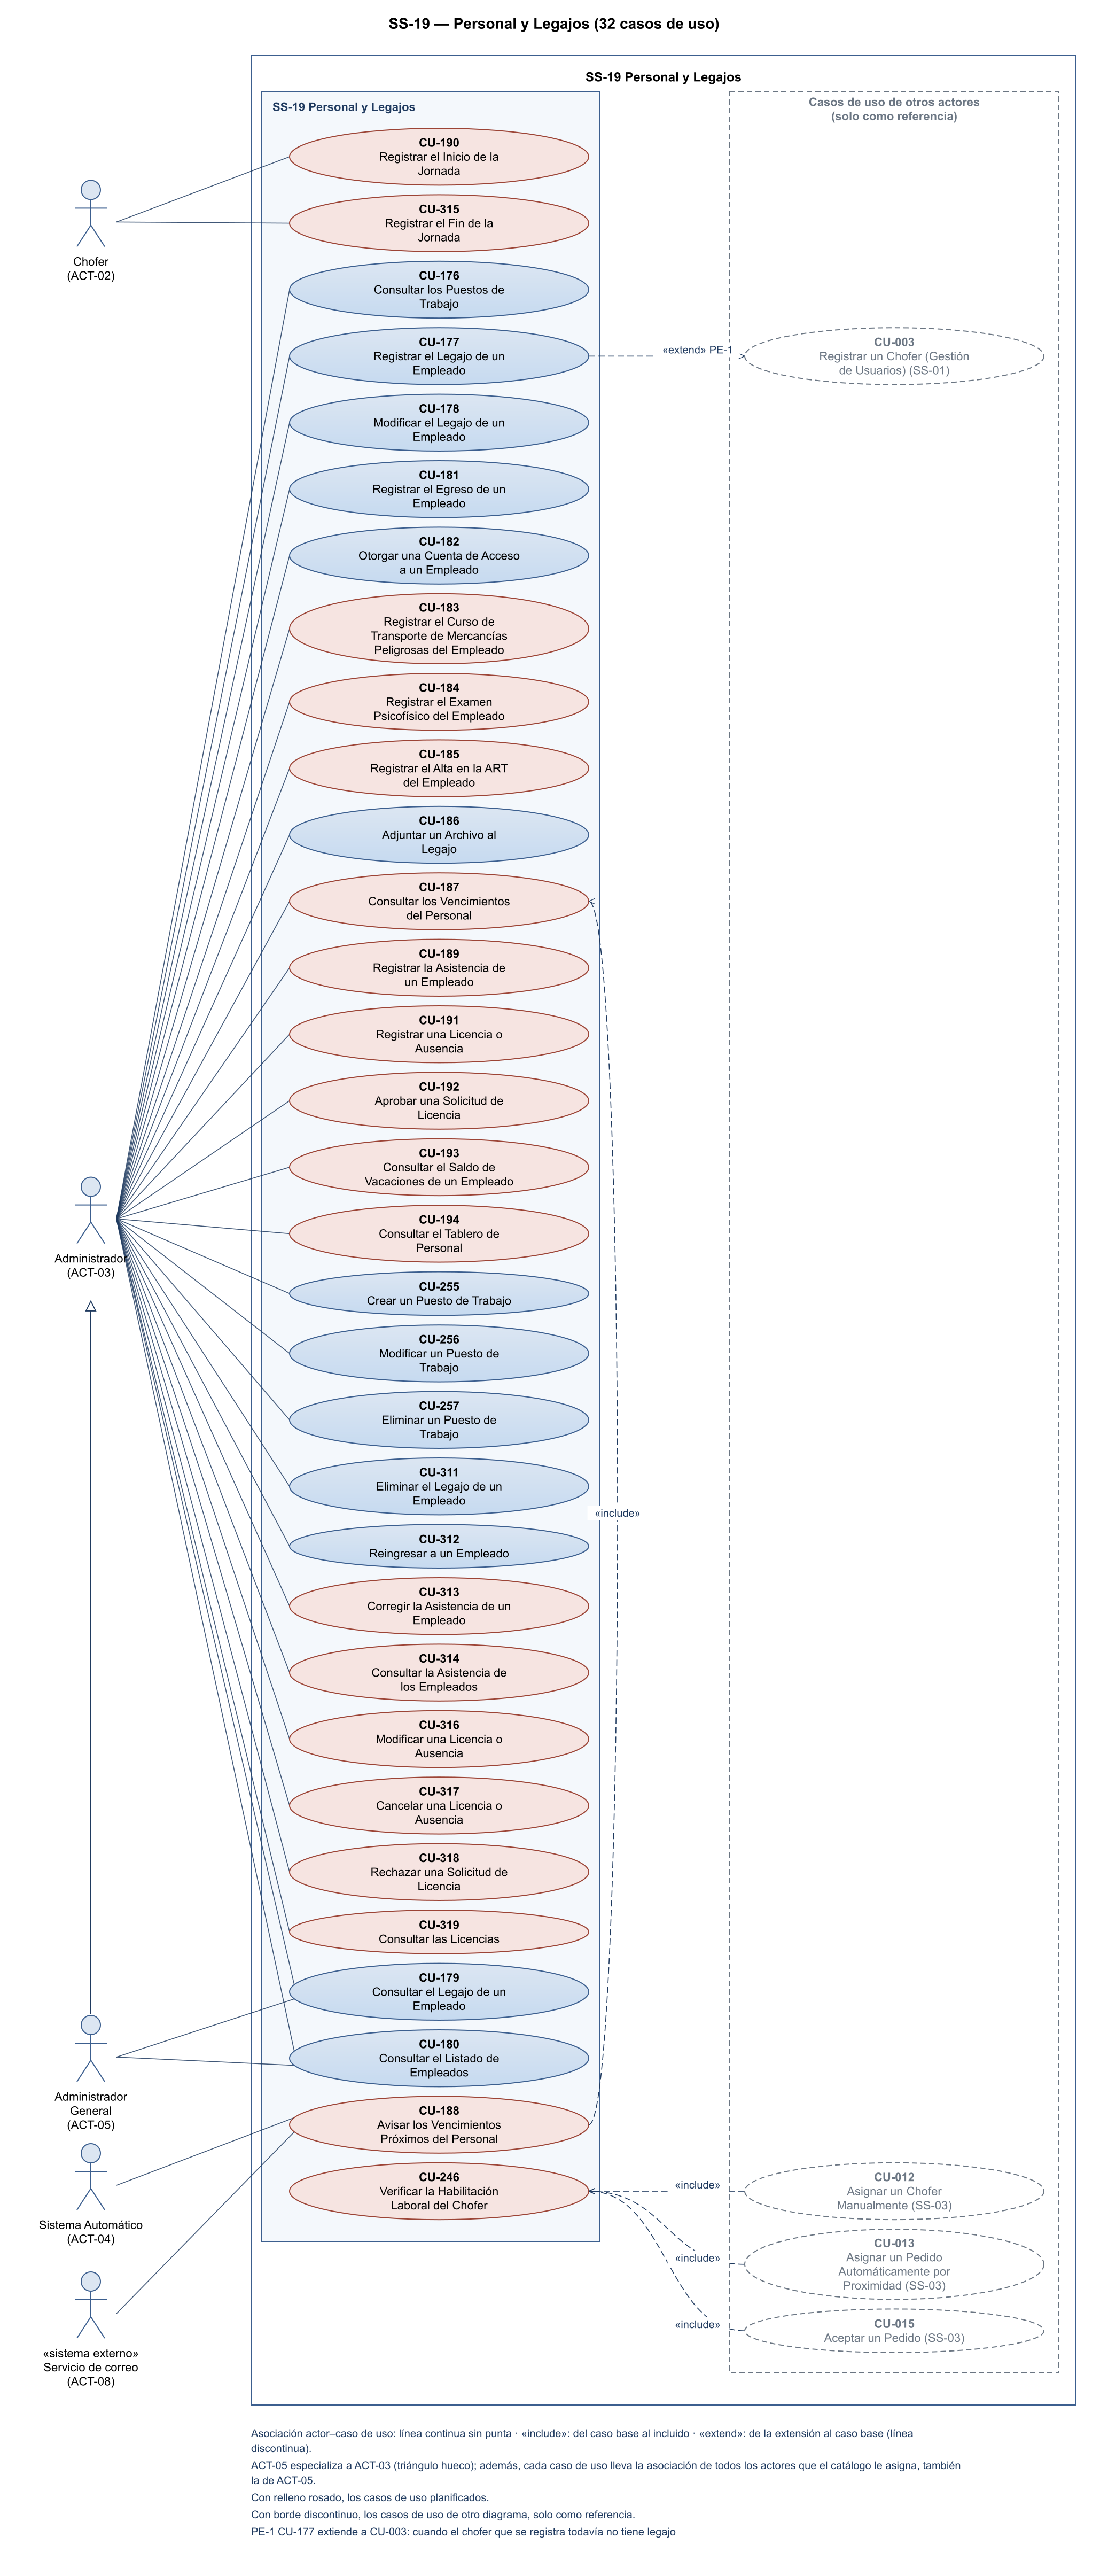 SS-19 — Personal y Legajos (32 casos de uso)
SS-19 Personal y Legajos
SS-19 Personal y Legajos
Casos de uso de otros actores
(solo como referencia)
CU-190
Registrar el Inicio de la
Jornada
CU-315
Registrar el Fin de la
Jornada
Chofer
(ACT-02)
CU-176
Consultar los Puestos de
Trabajo
CU-177
Registrar el Legajo de un
Empleado
«extend» PE-1
CU-003
Registrar un Chofer (Gestión
de Usuarios) (SS-01)
CU-178
Modificar el Legajo de un
Empleado
CU-181
Registrar el Egreso de un
Empleado
CU-182
Otorgar una Cuenta de Acceso
a un Empleado
CU-183
Registrar el Curso de
Transporte de Mercancías
Peligrosas del Empleado
CU-184
Registrar el Examen
Psicofísico del Empleado
CU-185
Registrar el Alta en la ART
del Empleado
CU-186
Adjuntar un Archivo al
Legajo
CU-187
Consultar los Vencimientos
del Personal
CU-189
Registrar la Asistencia de
un Empleado
CU-191
Registrar una Licencia o
Ausencia
CU-192
Aprobar una Solicitud de
Licencia
CU-193
Consultar el Saldo de
Vacaciones de un Empleado
CU-194
Consultar el Tablero de
Personal
Administrador
(ACT-03)
CU-255
Crear un Puesto de Trabajo
CU-256
Modificar un Puesto de
Trabajo
CU-257
Eliminar un Puesto de
Trabajo
CU-311
Eliminar el Legajo de un
Empleado
«include»
CU-312
Reingresar a un Empleado
CU-313
Corregir la Asistencia de un
Empleado
CU-314
Consultar la Asistencia de
los Empleados
CU-316
Modificar una Licencia o
Ausencia
CU-317
Cancelar una Licencia o
Ausencia
CU-318
Rechazar una Solicitud de
Licencia
CU-319
Consultar las Licencias
CU-179
Consultar el Legajo de un
Empleado
CU-180
Consultar el Listado de
Empleados
Administrador
General
(ACT-05)
CU-188
Avisar los Vencimientos
Próximos del Personal
Sistema Automático
(ACT-04)
CU-246
Verificar la Habilitación
Laboral del Chofer
«include»
CU-012
Asignar un Chofer
Manualmente (SS-03)
«include»
CU-013
Asignar un Pedido
Automáticamente por
Proximidad (SS-03)
«include»
CU-015
Aceptar un Pedido (SS-03)
«sistema externo»
Servicio de correo
(ACT-08)
Asociación actor–caso de uso: línea continua sin punta · «include»: del caso base al incluido · «extend»: de la extensión al caso base (línea
discontinua).
ACT-05 especializa a ACT-03 (triángulo hueco); además, cada caso de uso lleva la asociación de todos los actores que el catálogo le asigna, también
la de ACT-05.
Con relleno rosado, los casos de uso planificados.
Con borde discontinuo, los casos de uso de otro diagrama, solo como referencia.
PE-1 CU-177 extiende a CU-003: cuando el chofer que se registra todavía no tiene legajo